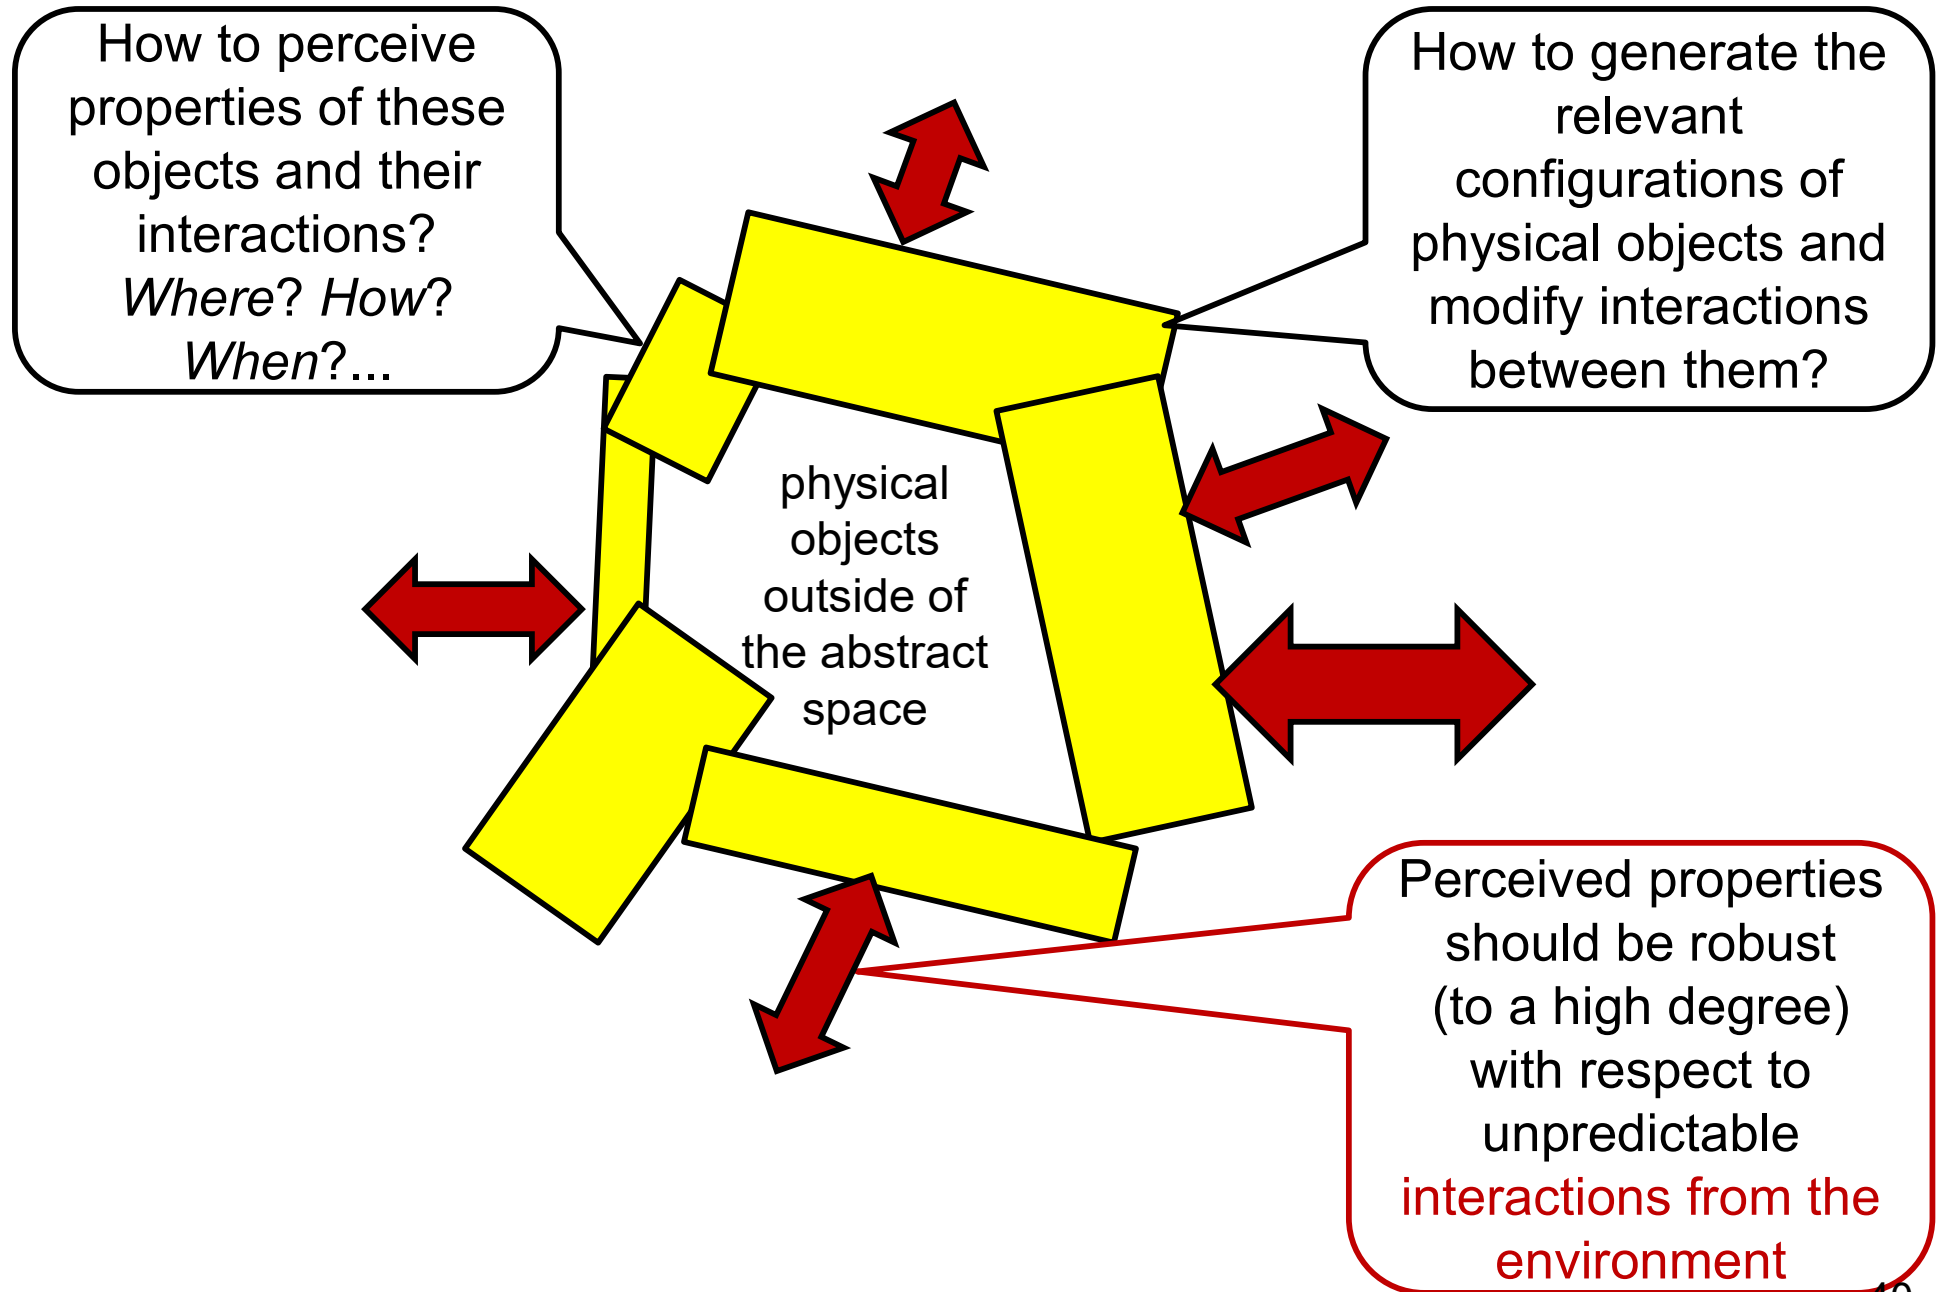 How to perceive
properties of these
objects and their
interactions?
Where? How?
When?...
How to generate the
relevant
configurations of
physical objects and
modify interactions
between them?
physical
objects
outside of
the abstract
space
Perceived properties
should be robust
(to a high degree)
with respect to
unpredictable
interactions from the
environment